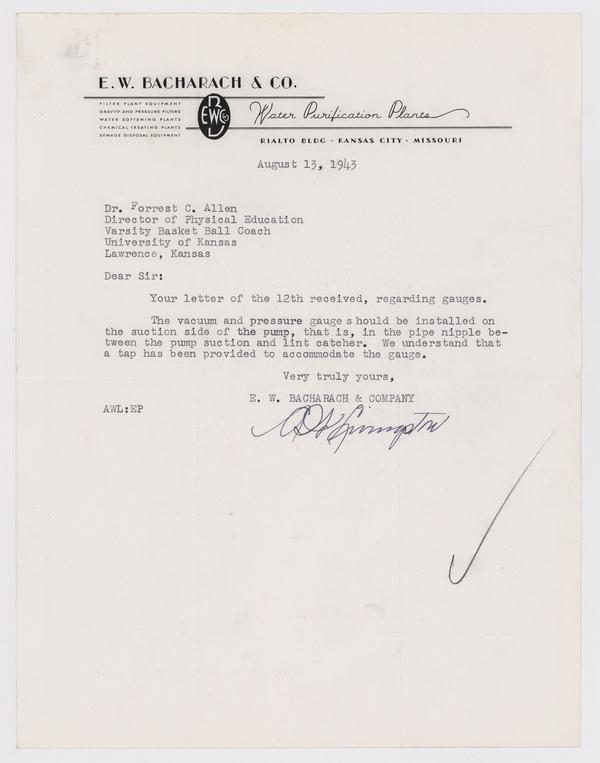 E. W. BACHARACH & CO.
FILTER PLANT EQUIPMENT
GRAVITY AND PRESSURE FILTERS
WATER SOFTENING PLANTS
CHEMICAL TREATING PLANTS
SEWAGE DISPOSAL EQUIPMENT
Water Purification Plants
RIALTO BLDG · KANSAS CITY · MISSOURI
August 13, 1943
Dr. Forrest C. Allen
Director of Physical Education
Varsity Basket Ball Coach
University of Kansas
Lawrence, Kansas
Dear Sir:
Your letter of the 12th received, regarding gauges.
The vacuum and pressure gauge should be installed on
the suction side of the pump, that is, in the pipe nipple be-
tween the pump suction and lint catcher. We understand that
a tap has been provided to accommodate the gauge.
Very truly yours,
E. W. BACHARACH & COMPANY
AWL:EP